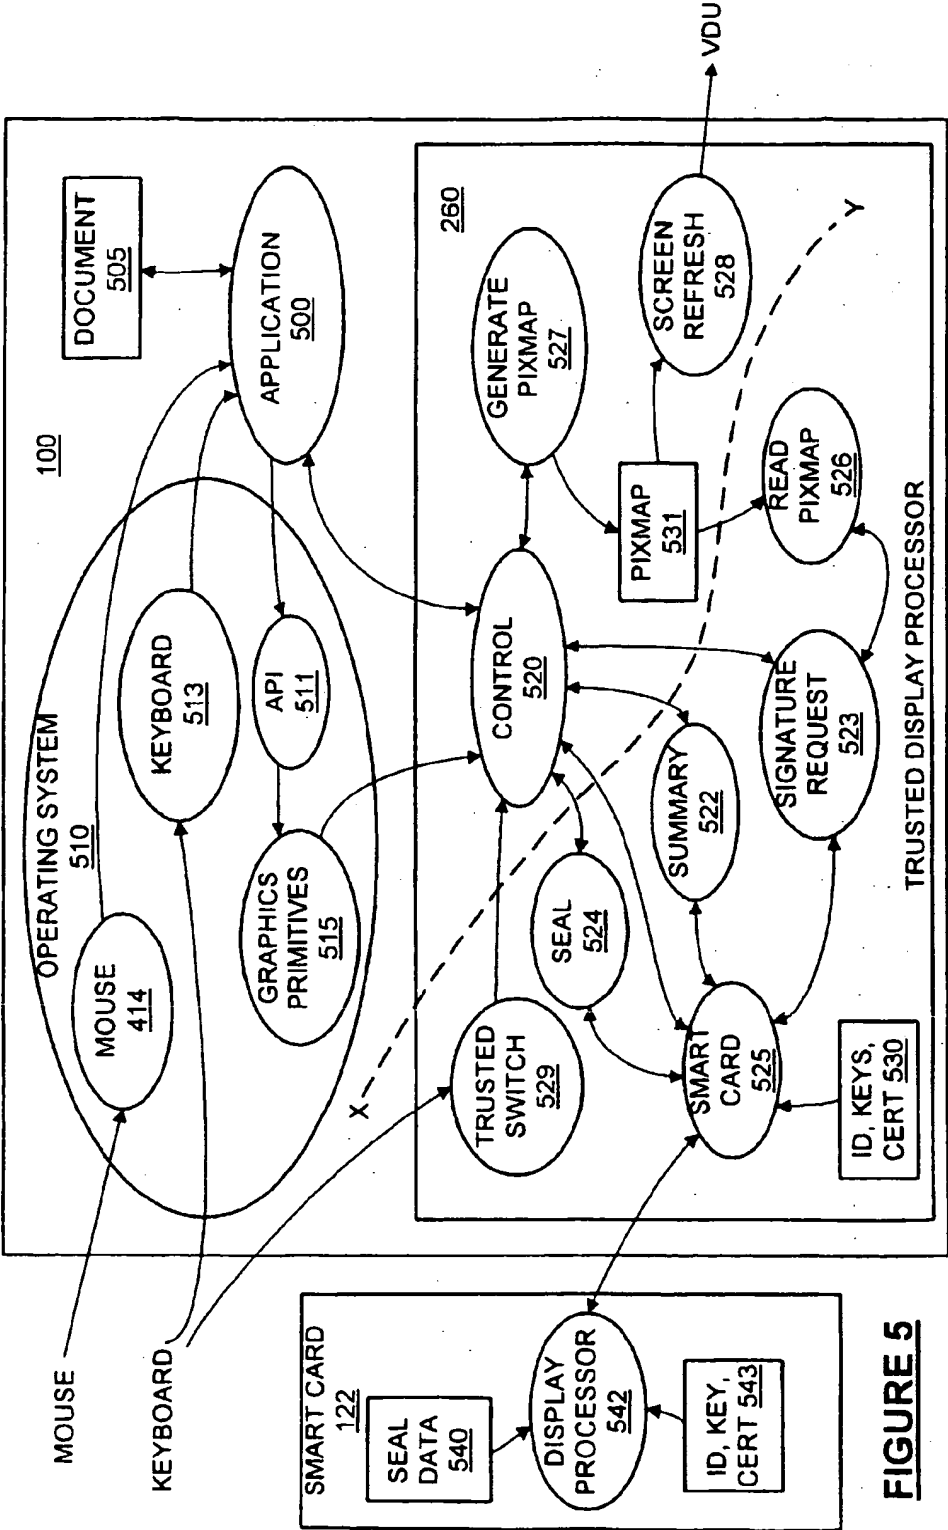 MOUSE
KEYBOARD
OPERATING SYSTEM
510
MOUSE
414
KEYBOARD
513
GRAPHICS
PRIMITIVES
515
API
511
100
DOCUMENT
505
APPLICATION
500
SMART CARD
122
SEAL
DATA
540
DISPLAY
PROCESSOR
542
ID, KEY,
CERT 543
X
Y
260
TRUSTED
SWITCH
529
CONTROL
520
GENERATE
PIXMAP
527
SEAL
524
PIXMAP
531
SCREEN
REFRESH
528
VDU
SMART
CARD
525
SUMMARY
522
SIGNATURE
REQUEST
523
READ
PIXMAP
526
ID, KEYS,
CERT 530
TRUSTED DISPLAY PROCESSOR
FIGURE 5